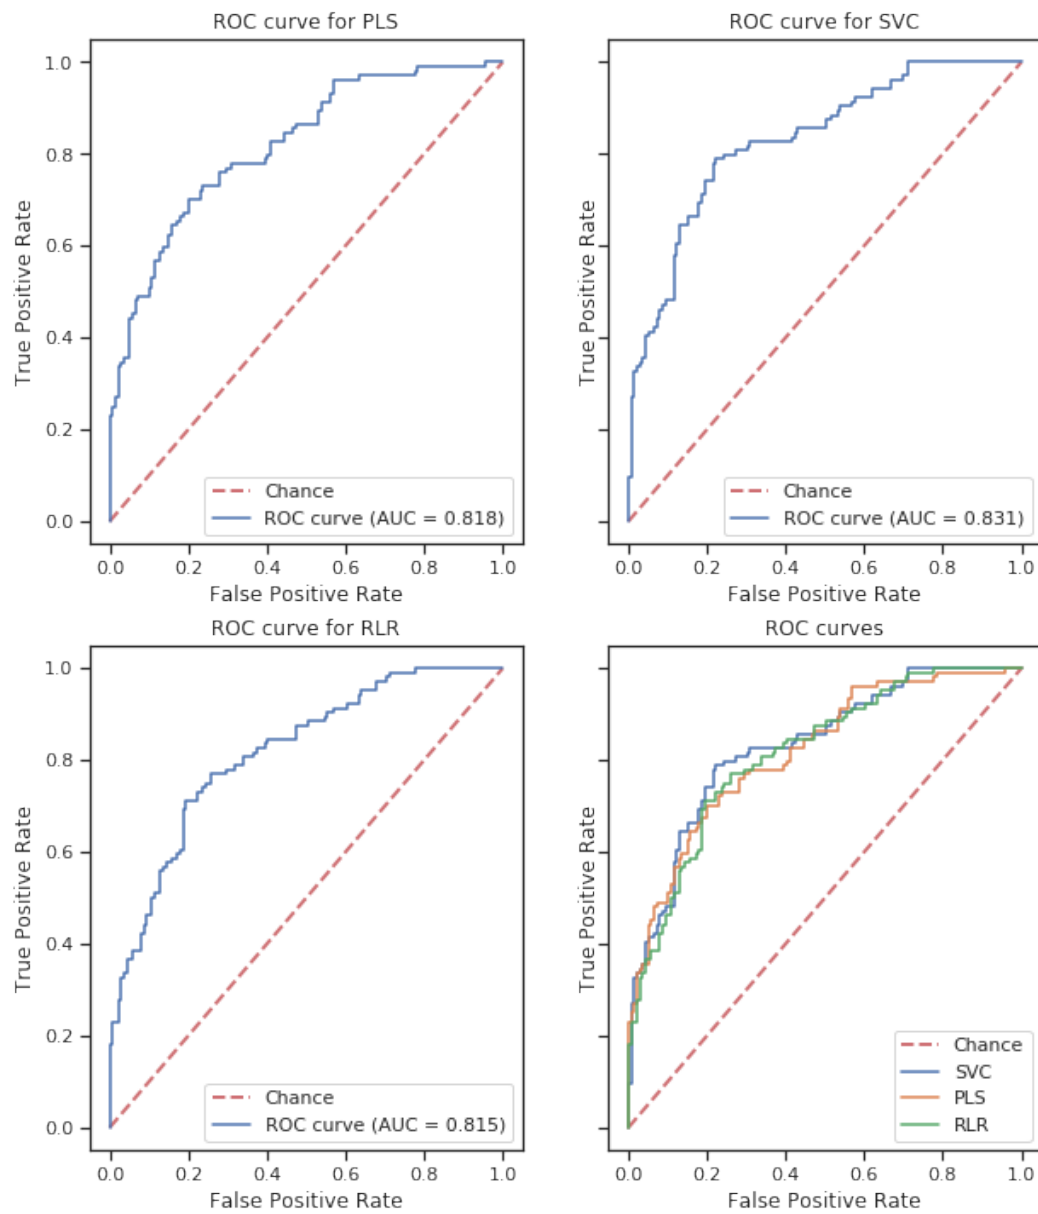 ROC curve for PLS
1.0
0.8
0.6
0.4
0.2
0.0
True Positive Rate
Chance
ROC curve (AUC = 0.818)
0.0 0.2 0.4 0.6 0.8 1.0
False Positive Rate
ROC curve for SVC
True Positive Rate
Chance
ROC curve (AUC = 0.831)
0.0 0.2 0.4 0.6 0.8 1.0
False Positive Rate
ROC curve for RLR
1.0
0.8
0.6
0.4
0.2
0.0
True Positive Rate
Chance
ROC curve (AUC = 0.815)
0.0 0.2 0.4 0.6 0.8 1.0
False Positive Rate
ROC curves
True Positive Rate
Chance
SVC
PLS
RLR
0.0 0.2 0.4 0.6 0.8 1.0
False Positive Rate